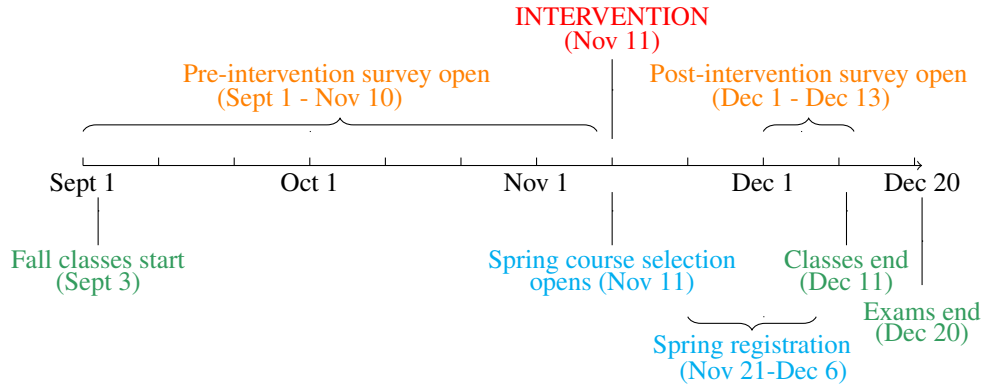 INTERVENTION
(Nov 11)
Pre-intervention survey open
(Sept 1 - Nov 10)
Post-intervention survey open
(Dec 1 - Dec 13)
Sept 1
Oct 1
Nov 1
Dec 1
Dec 20
Fall classes start
(Sept 3)
Spring course selection
opens (Nov 11)
Classes end
(Dec 11)
Exams end
(Dec 20)
Spring registration
(Nov 21-Dec 6)